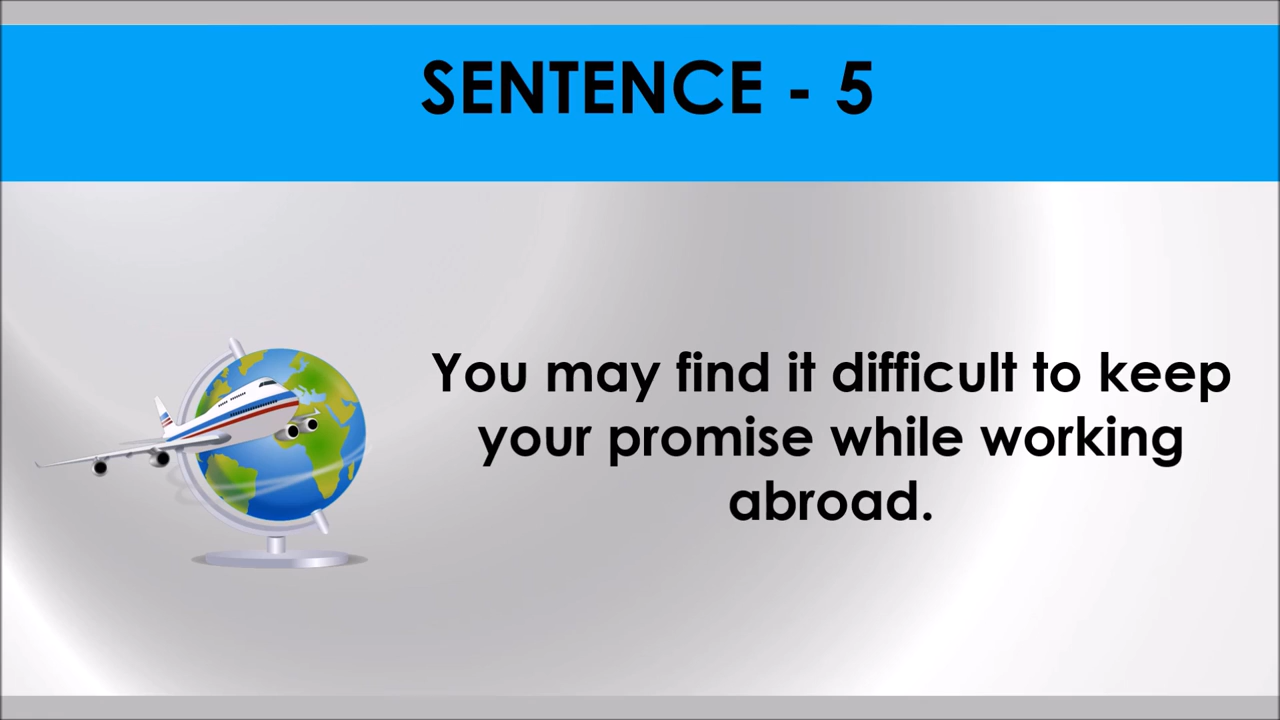 SENTENCE - 5
You may find it difficult to keep
your promise while working
abroad.